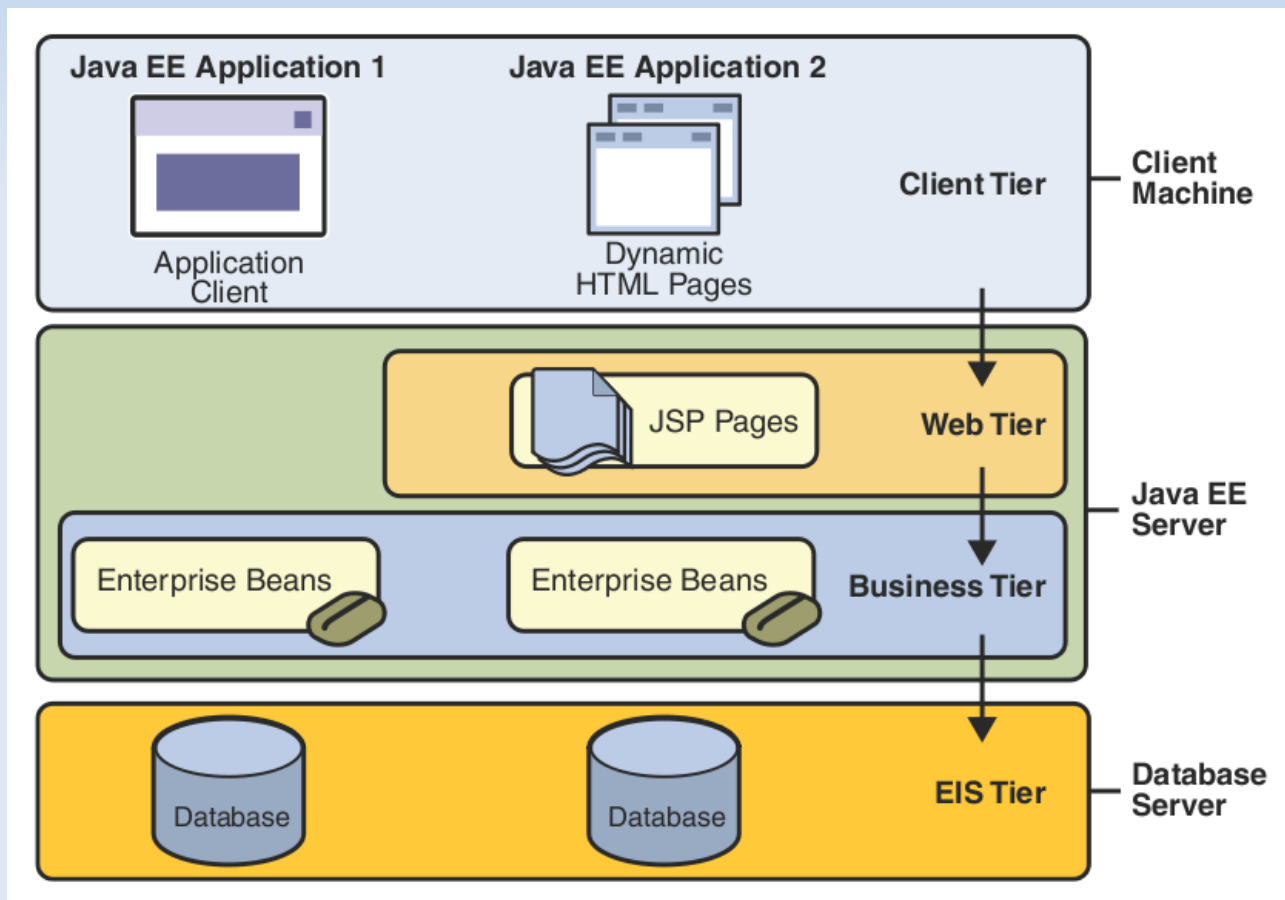 Java EE Application 1
Java EE Application 2
Application
Client
Dynamic
HTML Pages
Client Tier
Client
Machine
JSP Pages
Web Tier
Java EE
Server
Enterprise Beans
Enterprise Beans
Business Tier
Database
Database
EIS Tier
Database
Server